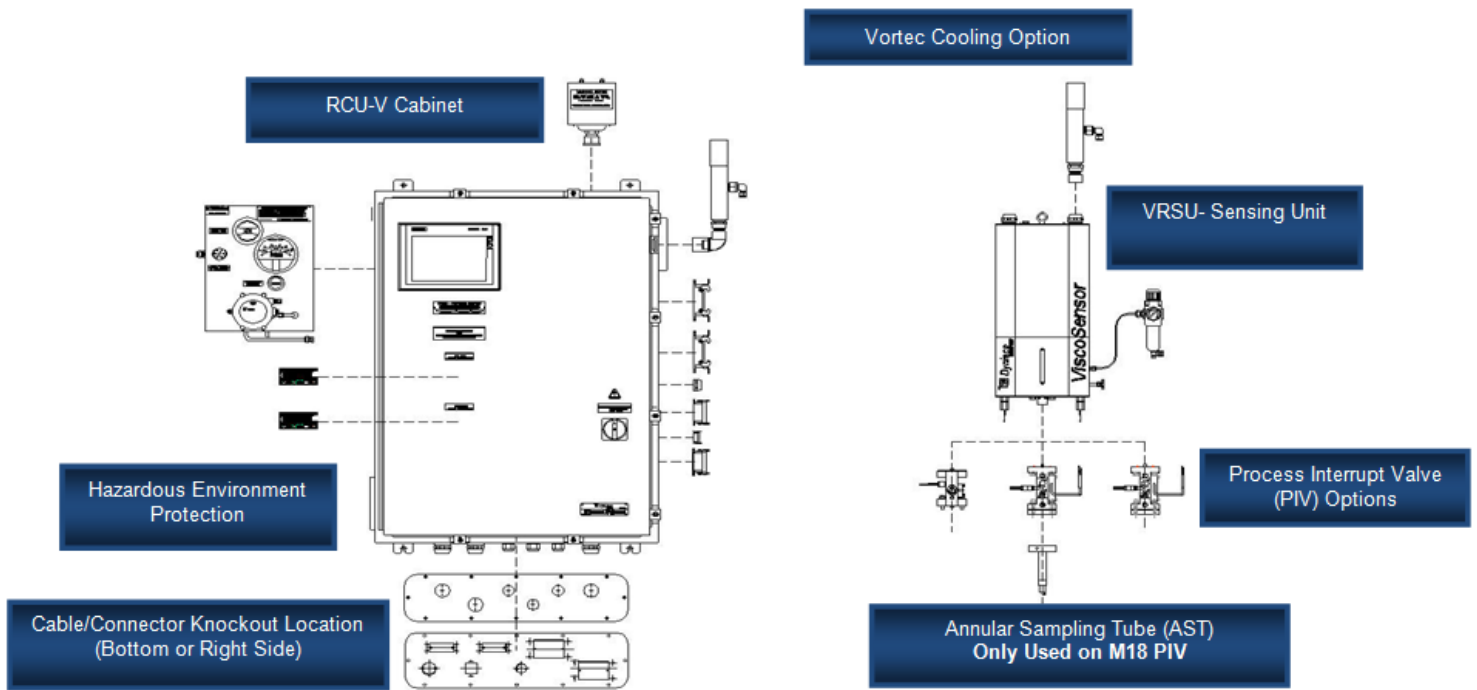 Vortec Cooling Option
RCU-V Cabinet
VRSU- Sensing Unit
ViscoSensor
Hazardous Environment
Protection
Process Interrupt Valve
(PIV) Options
Cable/Connector Knockout Location
(Bottom or Right Side)
Annular Sampling Tube (AST)
Only Used on M18 PIV